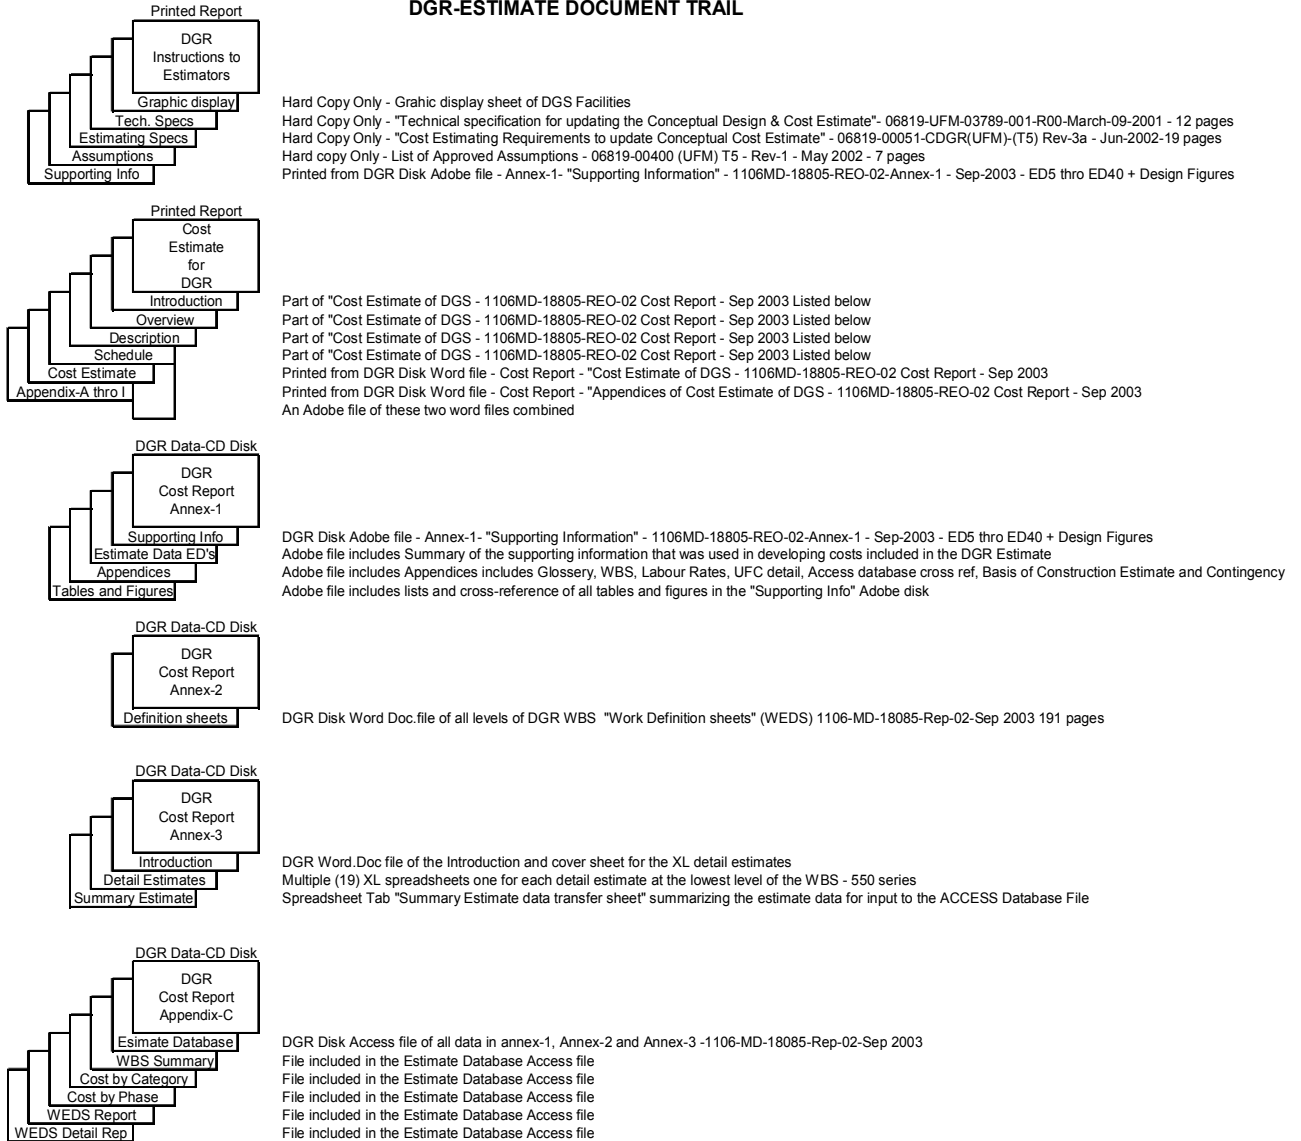 DGR-ESTIMATE DOCUMENT TRAIL
Printed Report
DGR
Instructions to
Estimators
Graphic display Hard Copy Only - Grahic display sheet of DGS Facilities
Tech. Specs Hard Copy Only - "Technical specification for updating the Conceptual Design & Cost Estimate"- 06819-UFM-03789-001-R00-March-09-2001 - 12 pages
Estimating Specs Hard Copy Only - "Cost Estimating Requirements to update Conceptual Cost Estimate" - 06819-00051-CDGR(UFM)-(T5) Rev-3a - Jun-2002-19 pages
Assumptions Hard copy Only - List of Approved Assumptions - 06819-00400 (UFM) T5 - Rev-1 - May 2002 - 7 pages
Supporting Info Printed from DGR Disk Adobe file - Annex-1- "Supporting Information" - 1106MD-18805-REO-02-Annex-1 - Sep-2003 - ED5 thro ED40 + Design Figures
Printed Report
Cost
Estimate
for
DGR
Introduction Part of "Cost Estimate of DGS - 1106MD-18805-REO-02 Cost Report - Sep 2003 Listed below
Overview Part of "Cost Estimate of DGS - 1106MD-18805-REO-02 Cost Report - Sep 2003 Listed below
Description Part of "Cost Estimate of DGS - 1106MD-18805-REO-02 Cost Report - Sep 2003 Listed below
Schedule Part of "Cost Estimate of DGS - 1106MD-18805-REO-02 Cost Report - Sep 2003 Listed below
Cost Estimate Printed from DGR Disk Word file - Cost Report - "Cost Estimate of DGS - 1106MD-18805-REO-02 Cost Report - Sep 2003
Appendix-A thro I Printed from DGR Disk Word file - Cost Report - "Appendices of Cost Estimate of DGS - 1106MD-18805-REO-02 Cost Report - Sep 2003
An Adobe file of these two word files combined
DGR Data-CD Disk
DGR
Cost Report
Annex-1
Supporting Info DGR Disk Adobe file - Annex-1- "Supporting Information" - 1106MD-18805-REO-02-Annex-1 - Sep-2003 - ED5 thro ED40 + Design Figures
Estimate Data ED's Adobe file includes Summary of the supporting information that was used in developing costs included in the DGR Estimate
Appendices Adobe file includes Appendices includes Glossery, WBS, Labour Rates, UFC detail, Access database cross ref, Basis of Construction Estimate and Contingency
Tables and Figures Adobe file includes lists and cross-reference of all tables and figures in the "Supporting Info" Adobe disk
DGR Data-CD Disk
DGR
Cost Report
Annex-2
Definition sheets DGR Disk Word Doc.file of all levels of DGR WBS "Work Definition sheets" (WEDS) 1106-MD-18085-Rep-02-Sep 2003 191 pages
DGR Data-CD Disk
DGR
Cost Report
Annex-3
Introduction DGR Word.Doc file of the Introduction and cover sheet for the XL detail estimates
Detail Estimates Multiple (19) XL spreadsheets one for each detail estimate at the lowest level of the WBS - 550 series
Summary Estimate Spreadsheet Tab "Summary Estimate data transfer sheet" summarizing the estimate data for input to the ACCESS Database File
DGR Data-CD Disk
DGR
Cost Report
Appendix-C
Esimate Database DGR Disk Access file of all data in annex-1, Annex-2 and Annex-3 -1106-MD-18085-Rep-02-Sep 2003
WBS Summary File included in the Estimate Database Access file
Cost by Category File included in the Estimate Database Access file
Cost by Phase File included in the Estimate Database Access file
WEDS Report File included in the Estimate Database Access file
WEDS Detail Rep File included in the Estimate Database Access file